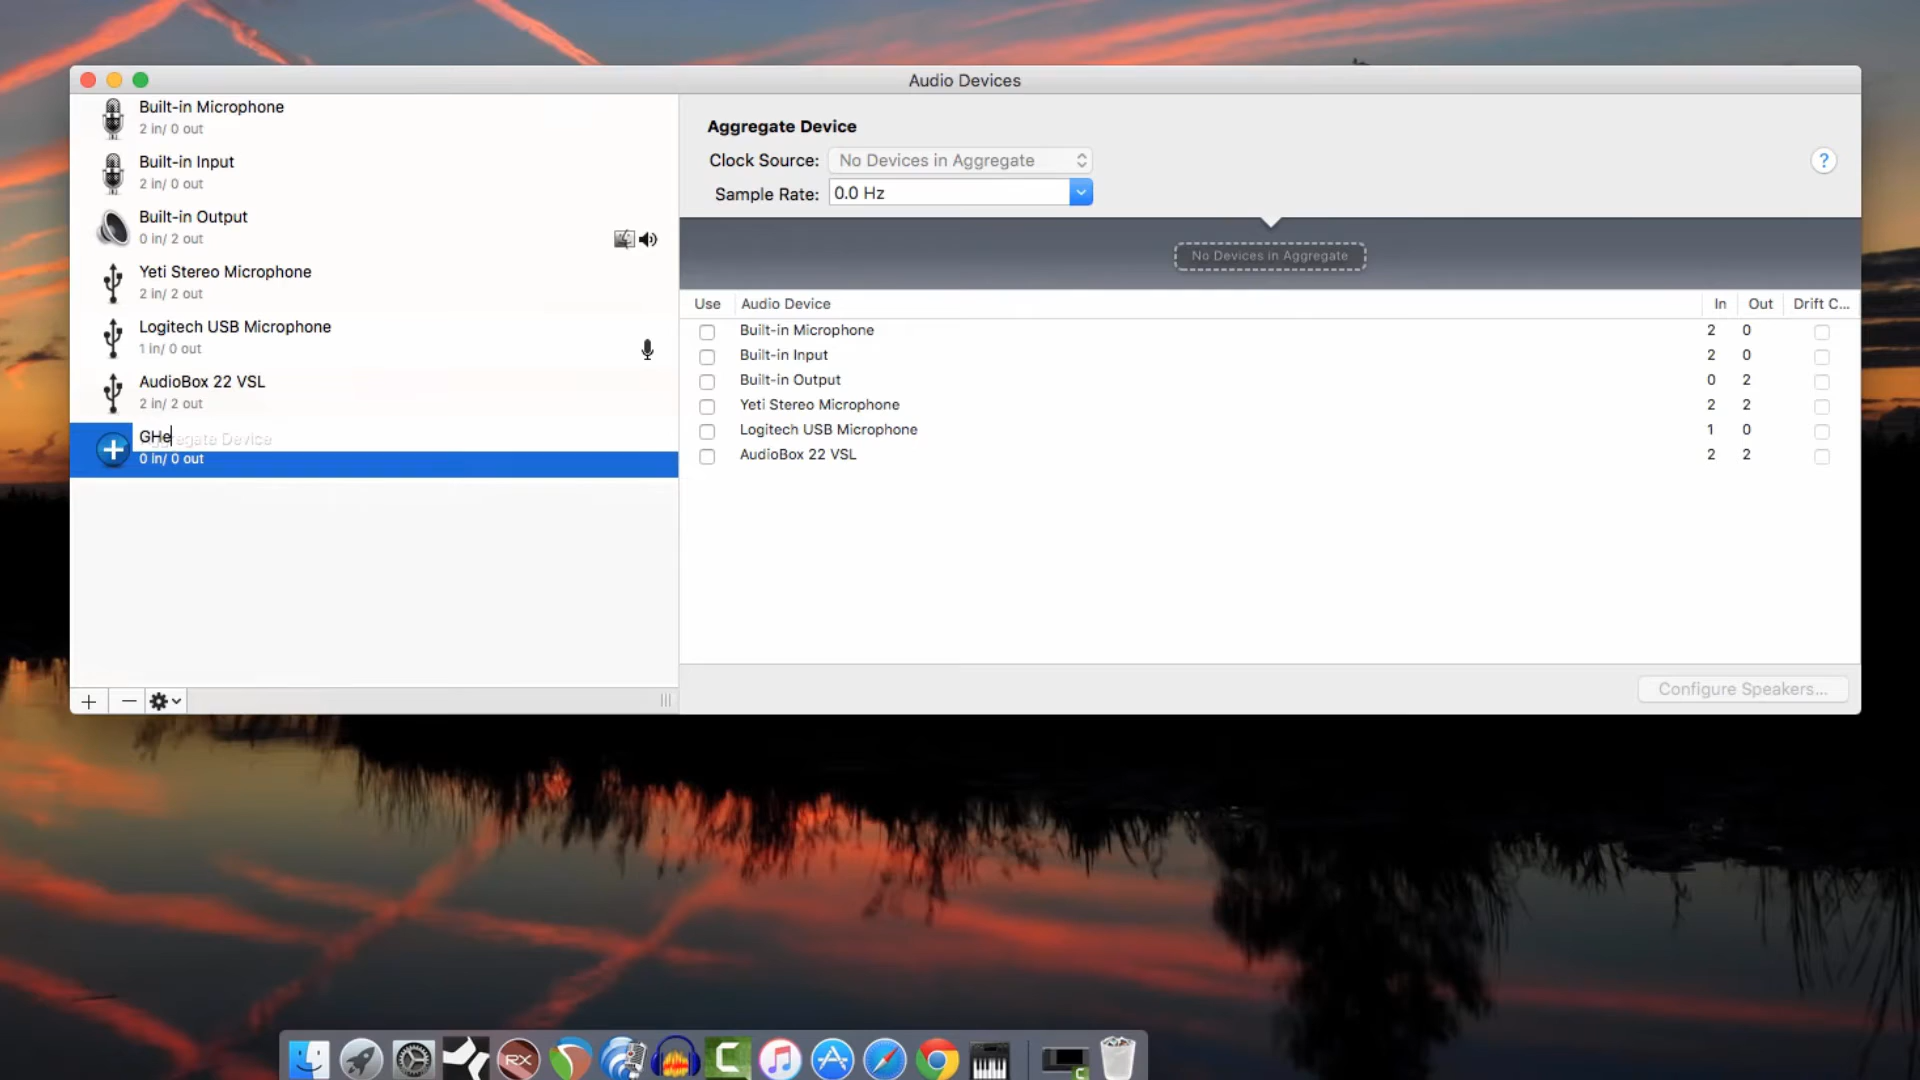 Audio Devices
Built-in Microphone
2 in/ 0 out
Built-in Input
2 in/ 0 out
Built-in Output
0 in/ 2 out
Yeti Stereo Microphone
2 in/ 2 out
Logitech USB Microphone
1 in/ 0 out
AudioBox 22 VSL
2 in/ 2 out
GHe
0 in/ 0 out
Aggregate Device
Clock Source: No Devices in Aggregate
Sample Rate: 0.0 Hz
?
No Devices in Aggregate
Use Audio Device In Out Drift C...
Built-in Microphone 2 0
Built-in Input 2 0
Built-in Output 0 2
Yeti Stereo Microphone 2 2
Logitech USB Microphone 1 0
AudioBox 22 VSL 2 2
Configure Speakers...
RX